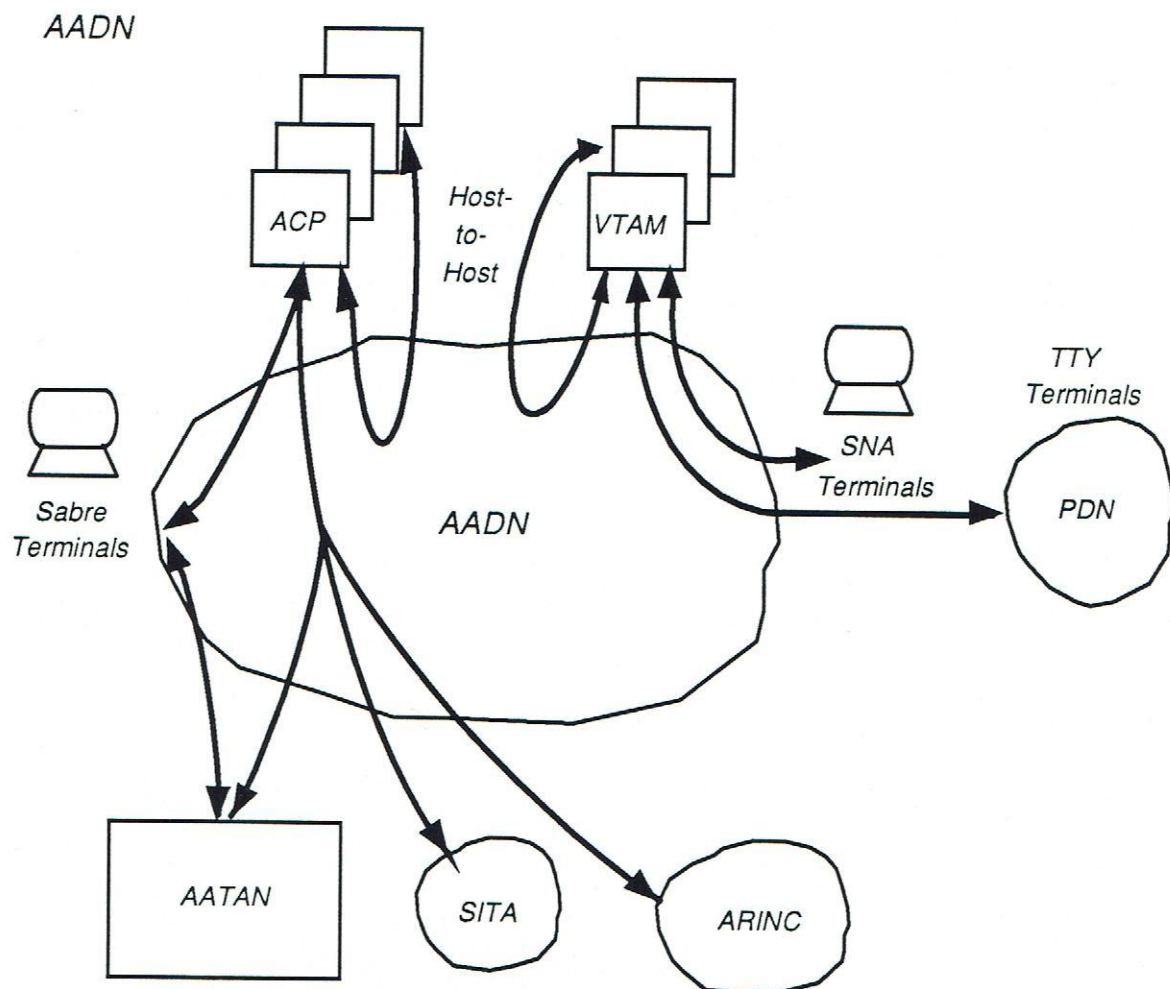 AADN
ACP
Host-
to-
Host
VTAM
TTY
Terminals
SNA
Terminals
PDN
Sabre
Terminals
AADN
AATAN
SITA
ARINC